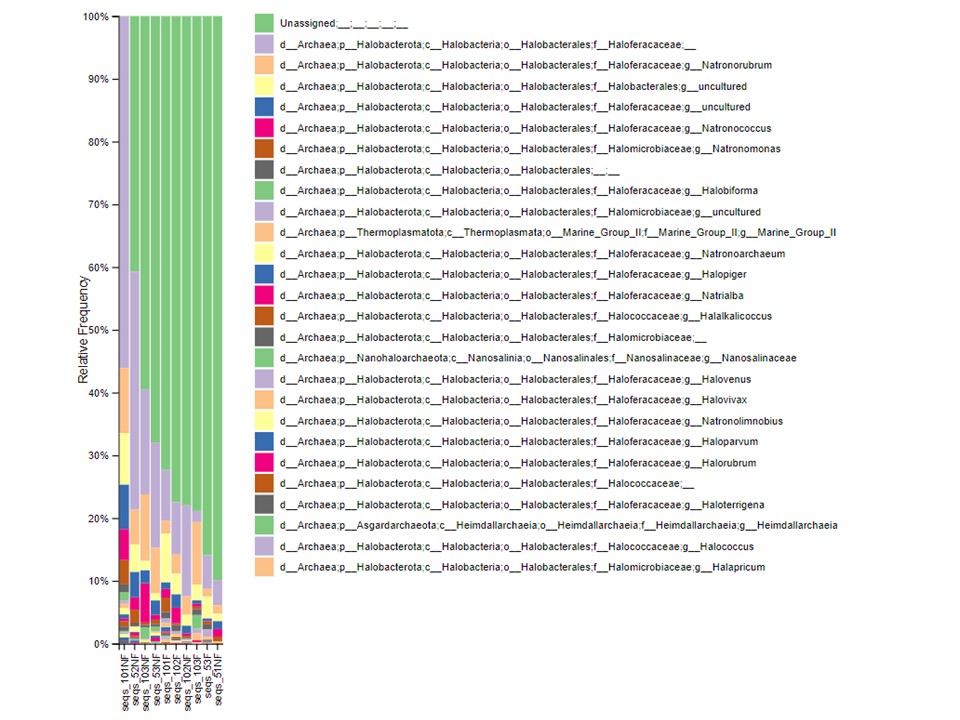 100%
90%
80%
70%
60%
50%
40%
30%
20%
10%
0%
Relative Frequency
seqs_101NF
seqs_52NF
seqs_103NF
seqs_53NF
seqs_101F
seqs_102F
seqs_102NF
seqs_103F
seqs_53F
seqs_51NF
Unassigned;__;__;__;__;__
d__Archaea;p__Halobacterota;c__Halobacteria;o__Halobacterales;f__Haloferacaceae;__
d__Archaea;p__Halobacterota;c__Halobacteria;o__Halobacterales;f__Haloferacaceae;g__Natronorubrum
d__Archaea;p__Halobacterota;c__Halobacteria;o__Halobacterales;f__Halobacterales;g__uncultured
d__Archaea;p__Halobacterota;c__Halobacteria;o__Halobacterales;f__Haloferacaceae;g__uncultured
d__Archaea;p__Halobacterota;c__Halobacteria;o__Halobacterales;f__Haloferacaceae;g__Natronococcus
d__Archaea;p__Halobacterota;c__Halobacteria;o__Halobacterales;f__Halomicrobiaceae;g__Natronomonas
d__Archaea;p__Halobacterota;c__Halobacteria;o__Halobacterales;__;__
d__Archaea;p__Halobacterota;c__Halobacteria;o__Halobacterales;f__Haloferacaceae;g__Halobiforma
d__Archaea;p__Halobacterota;c__Halobacteria;o__Halobacterales;f__Halomicrobiaceae;g__uncultured
d__Archaea;p__Thermoplasmatota;c__Thermoplasmata;o__Marine_Group_II;f__Marine_Group_II;g__Marine_Group_II
d__Archaea;p__Halobacterota;c__Halobacteria;o__Halobacterales;f__Haloferacaceae;g__Natronoarchaeum
d__Archaea;p__Halobacterota;c__Halobacteria;o__Halobacterales;f__Haloferacaceae;g__Halopiger
d__Archaea;p__Halobacterota;c__Halobacteria;o__Halobacterales;f__Haloferacaceae;g__Natrialba
d__Archaea;p__Halobacterota;c__Halobacteria;o__Halobacterales;f__Halococcaceae;g__Halalkalicoccus
d__Archaea;p__Halobacterota;c__Halobacteria;o__Halobacterales;f__Halomicrobiaceae;__
d__Archaea;p__Nanohaloarchaeota;c__Nanosalinia;o__Nanosalinales;f__Nanosalinaceae;g__Nanosalinaceae
d__Archaea;p__Halobacterota;c__Halobacteria;o__Halobacterales;f__Haloferacaceae;g__Halovenus
d__Archaea;p__Halobacterota;c__Halobacteria;o__Halobacterales;f__Haloferacaceae;g__Halovivax
d__Archaea;p__Halobacterota;c__Halobacteria;o__Halobacterales;f__Haloferacaceae;g__Natronolimnobius
d__Archaea;p__Halobacterota;c__Halobacteria;o__Halobacterales;f__Haloferacaceae;g__Haloparvum
d__Archaea;p__Halobacterota;c__Halobacteria;o__Halobacterales;f__Haloferacaceae;g__Halorubrum
d__Archaea;p__Halobacterota;c__Halobacteria;o__Halobacterales;f__Halococcaceae;__
d__Archaea;p__Halobacterota;c__Halobacteria;o__Halobacterales;f__Haloferacaceae;g__Haloterrigena
d__Archaea;p__Asgardarchaeota;c__Heimdallarchaeia;o__Heimdallarchaeia;f__Heimdallarchaeia;g__Heimdallarchaeia
d__Archaea;p__Halobacterota;c__Halobacteria;o__Halobacterales;f__Halococcaceae;g__Halococcus
d__Archaea;p__Halobacterota;c__Halobacteria;o__Halobacterales;f__Halomicrobiaceae;g__Halapricum